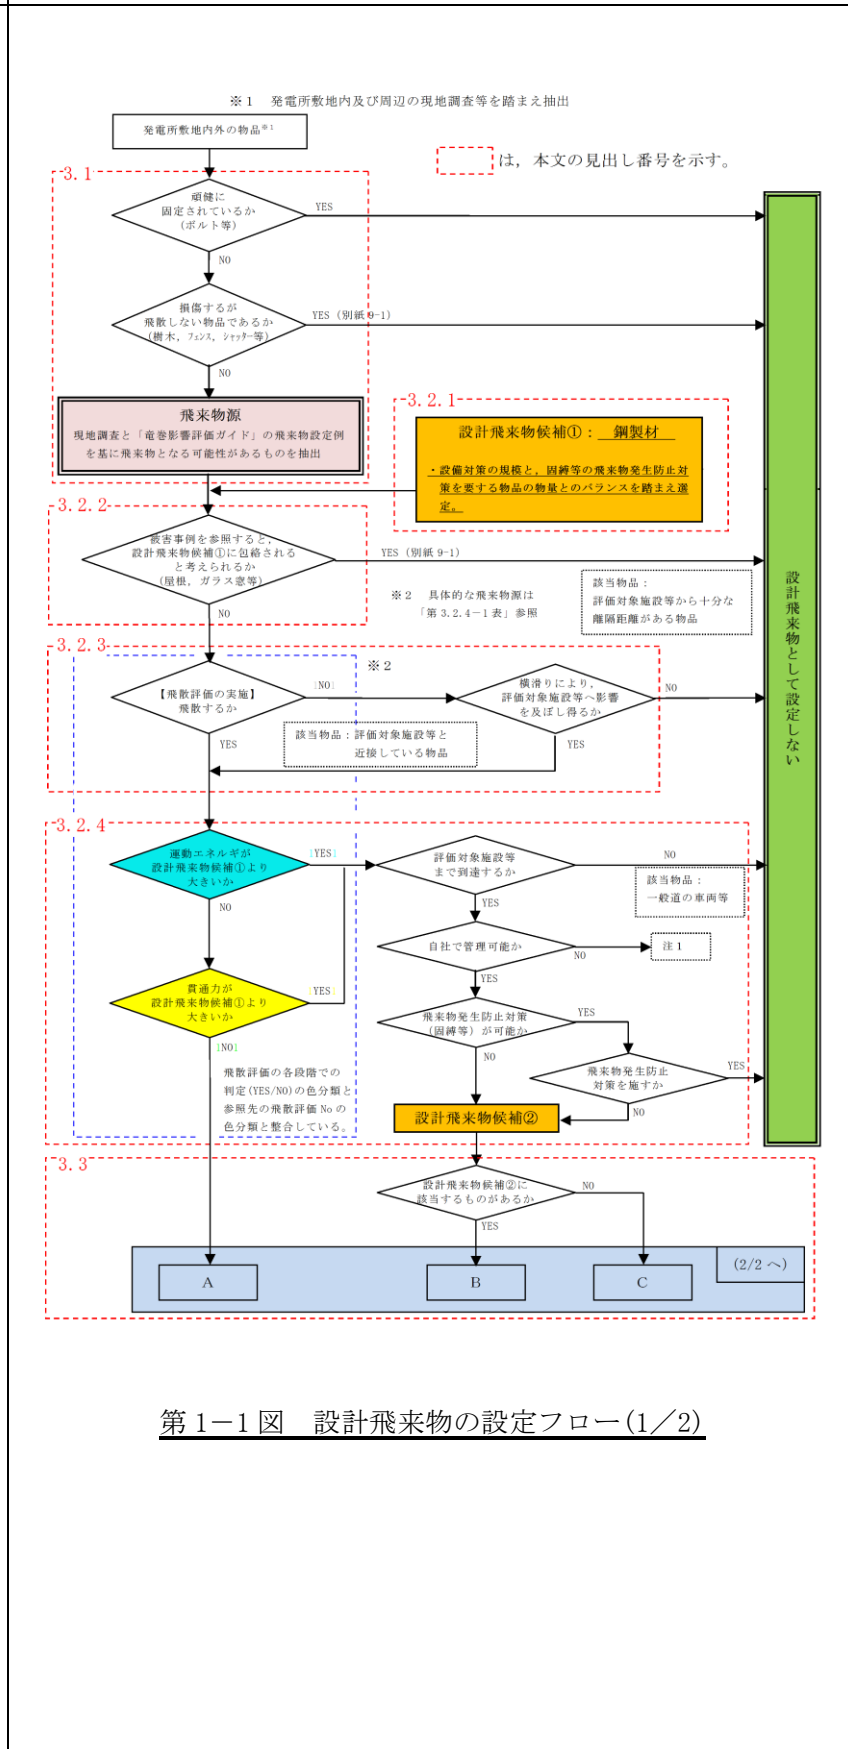 ※1 発電所敷地内及び周辺の現地調査等を踏まえ抽出
発電所敷地内外の物品※1
は，本文の見出し番号を示す。
3.1
頑健に
固定されているか
(ボルト等)
YES
NO
損傷するが
飛散しない物品であるか
(樹木，フェンス，シャッター等)
YES (別紙 9-1)
NO
飛来物源
現地調査と「竜巻影響評価ガイド」の飛来物設定例
を基に飛来物となる可能性があるものを抽出
3.2.1
設計飛来物候補①： 鋼製材
・設備対策の規模と，固縛等の飛来物発生防止対
策を要する物品の物量とのバランスを踏まえ選
定。
3.2.2
被害事例を参照すると，
設計飛来物候補①に包絡される
と考えられるか
(屋根，ガラス窓等)
YES (別紙 9-1)
NO
※2 具体的な飛来物源は
「第 3.2.4－1 表」参照
該当物品：
評価対象施設等から十分な
離隔距離がある物品
設計飛来物として設定しない
3.2.3
※2
【飛散評価の実施】
飛散するか
[NO]
YES
横滑りにより，
評価対象施設等へ影響
を及ぼし得るか
NO
YES
該当物品：評価対象施設等と
近接している物品
3.2.4
運動エネルギが
設計飛来物候補①より
大きいか
[YES]
NO
評価対象施設等
まで到達するか
NO
YES
該当物品：
一般道の車両等
自社で管理可能か
NO
注1
YES
貫通力が
設計飛来物候補①より
大きいか
[YES]
[NO]
飛来物発生防止対策
(固縛等) が可能か
YES
NO
飛来物発生防止
対策を施すか
YES
NO
飛散評価の各段階での
判定(YES/NO)の色分類と
参照先の飛散評価 No の
色分類と整合している。
設計飛来物候補②
3.3
設計飛来物候補②に
該当するものがあるか
NO
YES
(2/2 へ)
A
B
C
第 1－1 図 設計飛来物の設定フロー(1／2)